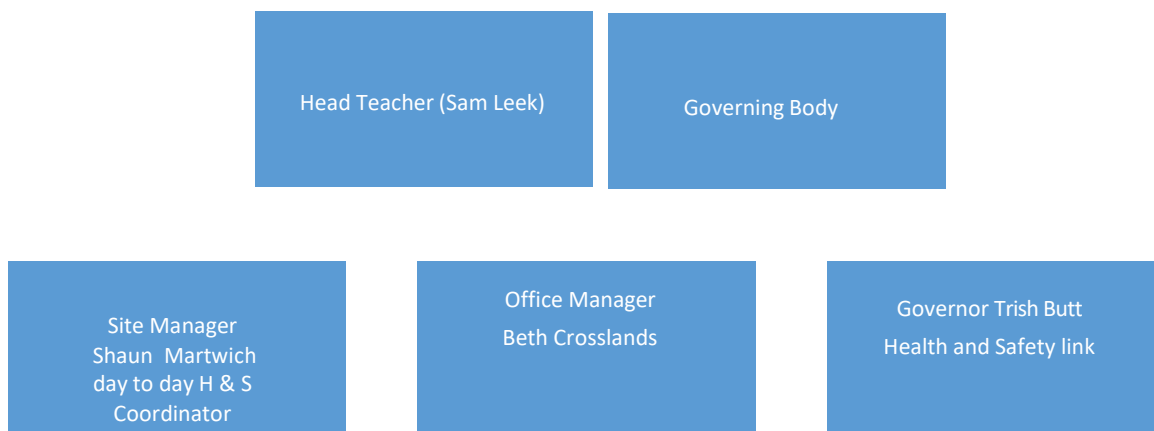 Head Teacher (Sam Leek)
Governing Body
Site Manager
Shaun  Martwich
day to day H & S
Coordinator
Office Manager
Beth Crosslands
Governor Trish Butt
Health and Safety link